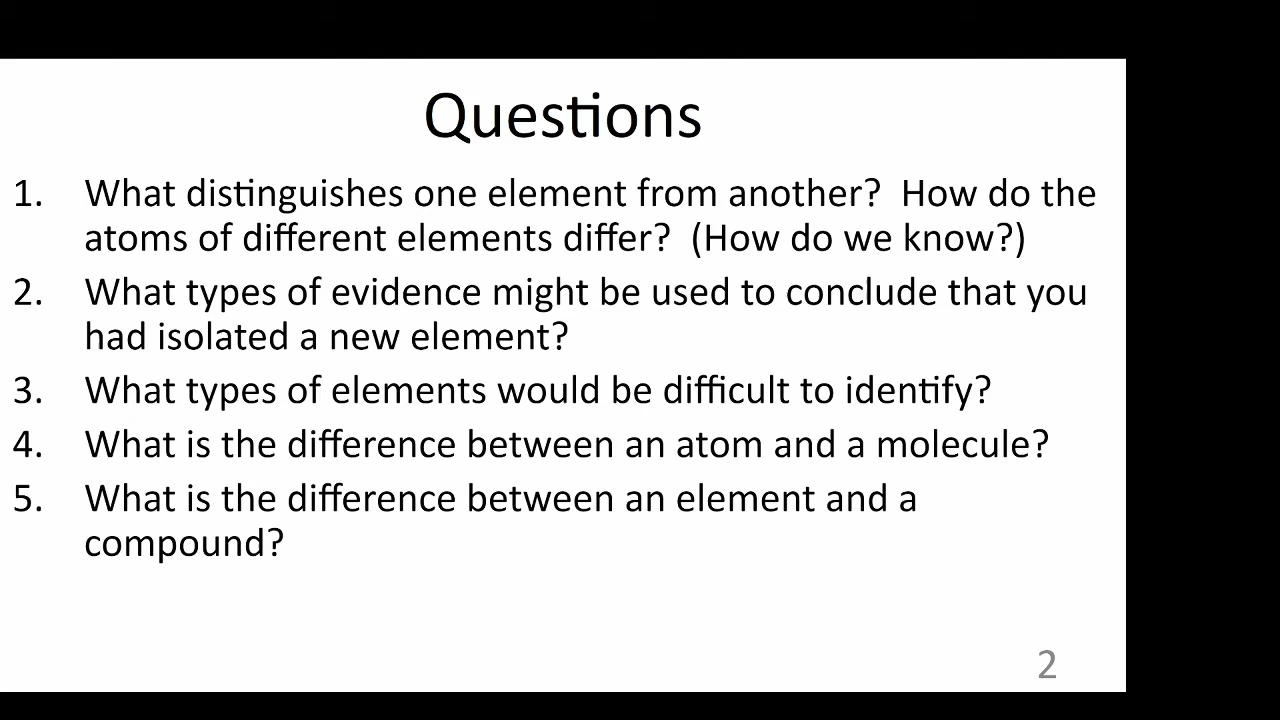 Questions
1. What distinguishes one element from another?  How do the
atoms of different elements differ?  (How do we know?)
2. What types of evidence might be used to conclude that you
had isolated a new element?
3. What types of elements would be difficult to identify?
4. What is the difference between an atom and a molecule?
5. What is the difference between an element and a
compound?
2